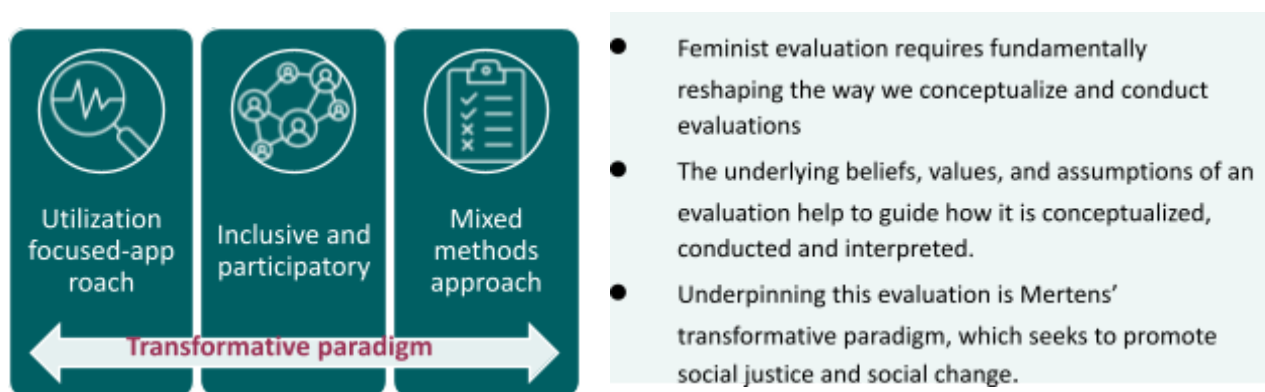 Utilization
focused-app
roach
Inclusive and
participatory
Mixed
methods
approach
Transformative paradigm
● Feminist evaluation requires fundamentally
reshaping the way we conceptualize and conduct
evaluations
● The underlying beliefs, values, and assumptions of an
evaluation help to guide how it is conceptualized,
conducted and interpreted.
● Underpinning this evaluation is Mertens’
transformative paradigm, which seeks to promote
social justice and social change.